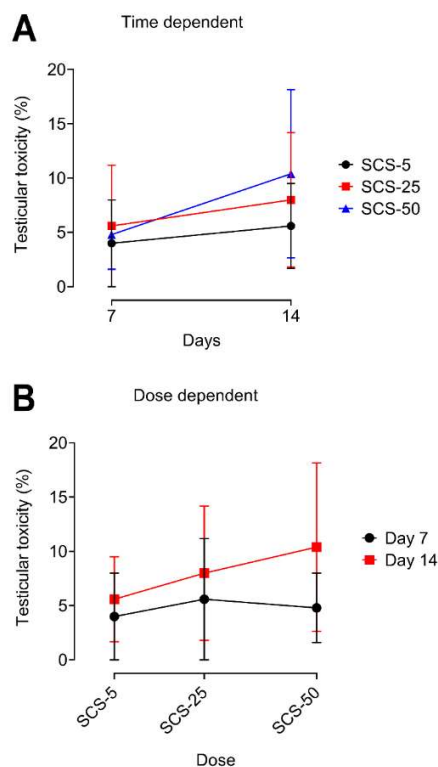 A
Time dependent
Testicular toxicity (%)
20
15
10
5
0
7
14
Days
SCS-5
SCS-25
SCS-50
B
Dose dependent
Testicular toxicity (%)
20
15
10
5
0
SCS-5
SCS-25
SCS-50
Dose
Day 7
Day 14